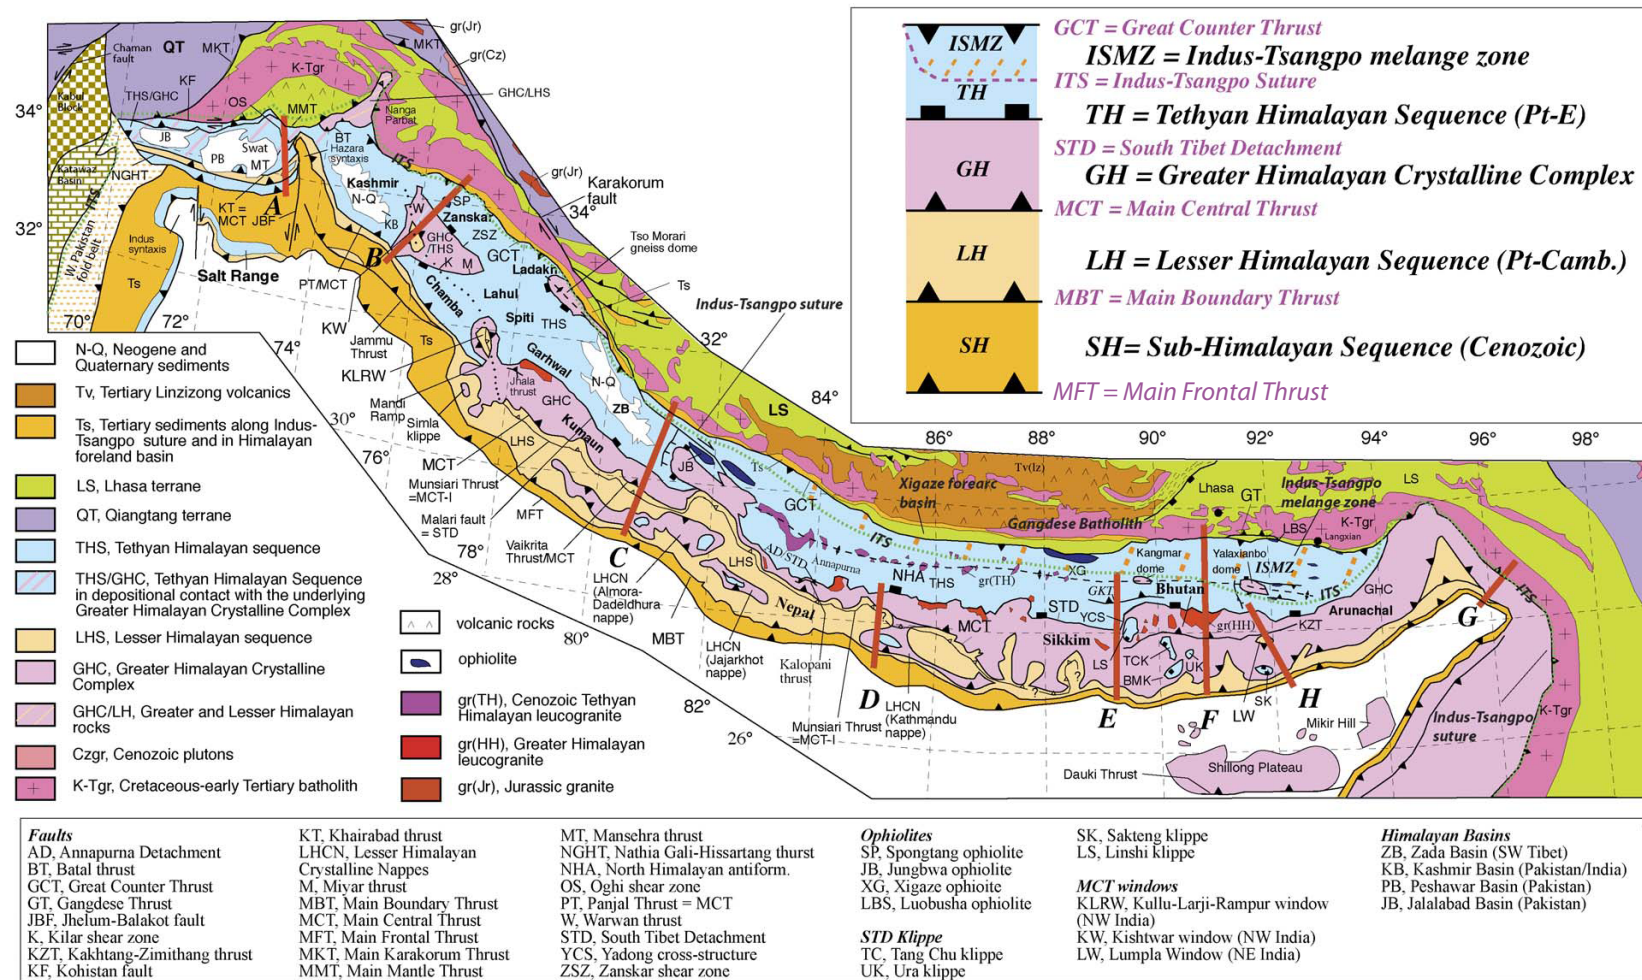 gr(Jr)
Chaman
fault
QT
MKT
MKT
gr(Cz)
KF
K-Tgr
GHC/LHS
THS/GHC
OS
MMT
Kabul
Block
Nanga
Parbat
34°
JB
Swat
BT
Hazara
syntaxis
ITS
PB
MT
Katawaz
Basin
NGHT
Kashmir
N-Q
gr(Jr)
Karakorum
fault
34°
ITS
KT =
MCT JBF
A
W
SP
Zanskar
32°
KB
ZSZ
Tso Morari
gneiss dome
Indus
syntaxis
W. Pakistan
fold belt
B
GHC
/THS
K
M
GCT
Ladakh
Salt Range
Ts
PT/MCT
Chamba
Lahul
Ts
Indus-Tsangpo suture
70°
72°
KW
Spiti
THS
32°
74°
Jammu
Thrust
Ts
Garhwal
KLRW
Jhala
thrust
N-Q
84°
Mandi
Ramp
GHC
ZB
LS
30°
Simla
klippe
Kumaun
LHS
76°
MCT
JB
Ts
Munsiari Thrust
=MCT-I
GCT
Malari fault
= STD
MFT
78°
Vaikrita
Thrust/MCT
C
ITS
28°
LHCN
(Almora-
Dadeldhura
nappe)
LHS
AD/STD
Annapurna
NHA
THS
gr(TH)
80°
MBT
Nepal
LHCN
(Jajarkhot
nappe)
Kalopani
thrust
MCT
82°
D
Munsiari Thrust
=MCT-I
LHCN
(Kathmandu
nappe)
26°
86°
88°
90°
92°
94°
96°
98°
Tv(lz)
Xigaze forearc
basin
Gangdese Batholith
Lhasa
GT
Indus-Tsangpo
melange zone
LS
LBS
K-Tgr
Langxian
XG
Kangmar
dome
Yalaxianbo
dome
ISMZ
GKT
Bhutan
ITS
GHC
Arunachal
STD
YCS
gr(HH)
KZT
G
ITS
Sikkim
LS
TCK
UK
BMK
E
F
SK
H
LW
Mikir Hill
Indus-Tsangpo
suture
K-Tgr
Dauki Thrust
Shillong Plateau
ISMZ
TH
GH
LH
SH
GCT = Great Counter Thrust
ISMZ = Indus-Tsangpo melange zone
ITS = Indus-Tsangpo Suture
TH = Tethyan Himalayan Sequence (Pt-E)
STD = South Tibet Detachment
GH = Greater Himalayan Crystalline Complex
MCT = Main Central Thrust
LH = Lesser Himalayan Sequence (Pt-Camb.)
MBT = Main Boundary Thrust
SH= Sub-Himalayan Sequence (Cenozoic)
MFT = Main Frontal Thrust
N-Q, Neogene and
Quaternary sediments
Tv, Tertiary Linzizong volcanics
Ts, Tertiary sediments along Indus-
Tsangpo suture and in Himalayan
foreland basin
LS, Lhasa terrane
QT, Qiangtang terrane
THS, Tethyan Himalayan sequence
THS/GHC, Tethyan Himalayan Sequence
in depositional contact with the underlying
Greater Himalayan Crystalline Complex
LHS, Lesser Himalayan sequence
GHC, Greater Himalayan Crystalline
Complex
GHC/LH, Greater and Lesser Himalayan
rocks
Czgr, Cenozoic plutons
K-Tgr, Cretaceous-early Tertiary batholith
volcanic rocks
ophiolite
gr(TH), Cenozoic Tethyan
Himalayan leucogranite
gr(HH), Greater Himalayan
leucogranite
gr(Jr), Jurassic granite
Faults
AD, Annapurna Detachment
BT, Batal thrust
GCT, Great Counter Thrust
GT, Gangdese Thrust
JBF, Jhelum-Balakot fault
K, Kilar shear zone
KZT, Kakhtang-Zimithang thrust
KF, Kohistan fault
KT, Khairabad thrust
LHCN, Lesser Himalayan
Crystalline Nappes
M, Miyar thrust
MBT, Main Boundary Thrust
MCT, Main Central Thrust
MFT, Main Frontal Thrust
MKT, Main Karakorum Thrust
MMT, Main Mantle Thrust
MT, Mansehra thrust
NGHT, Nathia Gali-Hissartang thurst
NHA, North Himalayan antiform.
OS, Oghi shear zone
PT, Panjal Thrust = MCT
W, Warwan thrust
STD, South Tibet Detachment
YCS, Yadong cross-structure
ZSZ, Zanskar shear zone
Ophiolites
SP, Spongtang ophiolite
JB, Jungbwa ophiolite
XG, Xigaze ophioite
LBS, Luobusha ophiolite
STD Klippe
TC, Tang Chu klippe
UK, Ura klippe
SK, Sakteng klippe
LS, Linshi klippe
MCT windows
KLRW, Kullu-Larji-Rampur window
(NW India)
KW, Kishtwar window (NW India)
LW, Lumpla Window (NE India)
Himalayan Basins
ZB, Zada Basin (SW Tibet)
KB, Kashmir Basin (Pakistan/India)
PB, Peshawar Basin (Pakistan)
JB, Jalalabad Basin (Pakistan)